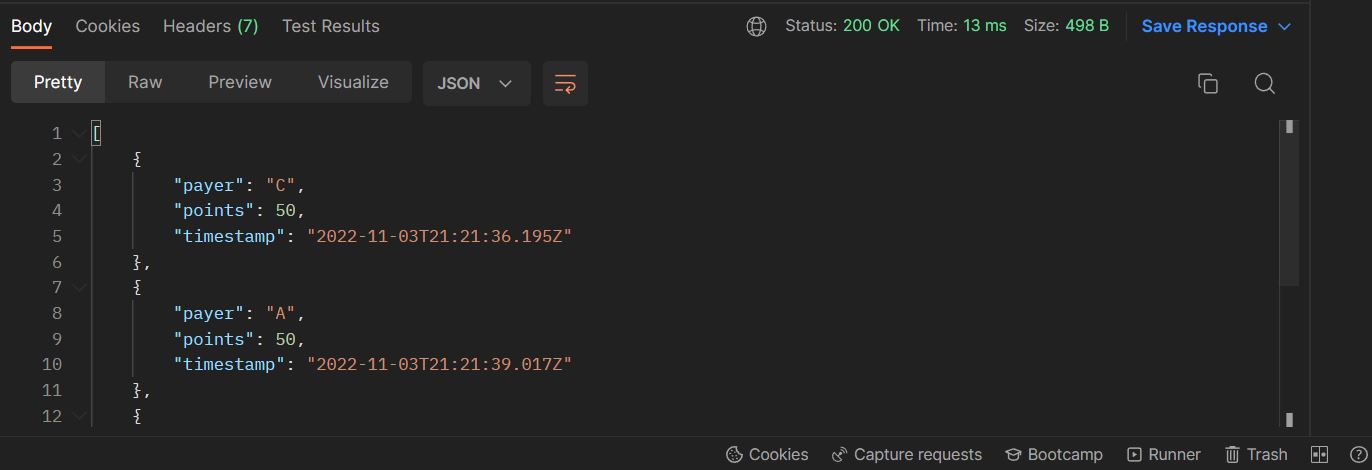 Body Cookies Headers (7) Test Results Status: 200 OK Time: 13 ms Size: 498 B Save Response
Pretty Raw Preview Visualize JSON
1 [
2 {
3 "payer": "C",
4 "points": 50,
5 "timestamp": "2022-11-03T21:21:36.195Z"
6 },
7 {
8 "payer": "A",
9 "points": 50,
10 "timestamp": "2022-11-03T21:21:39.017Z"
11 },
12 {
Cookies Capture requests Bootcamp Runner Trash